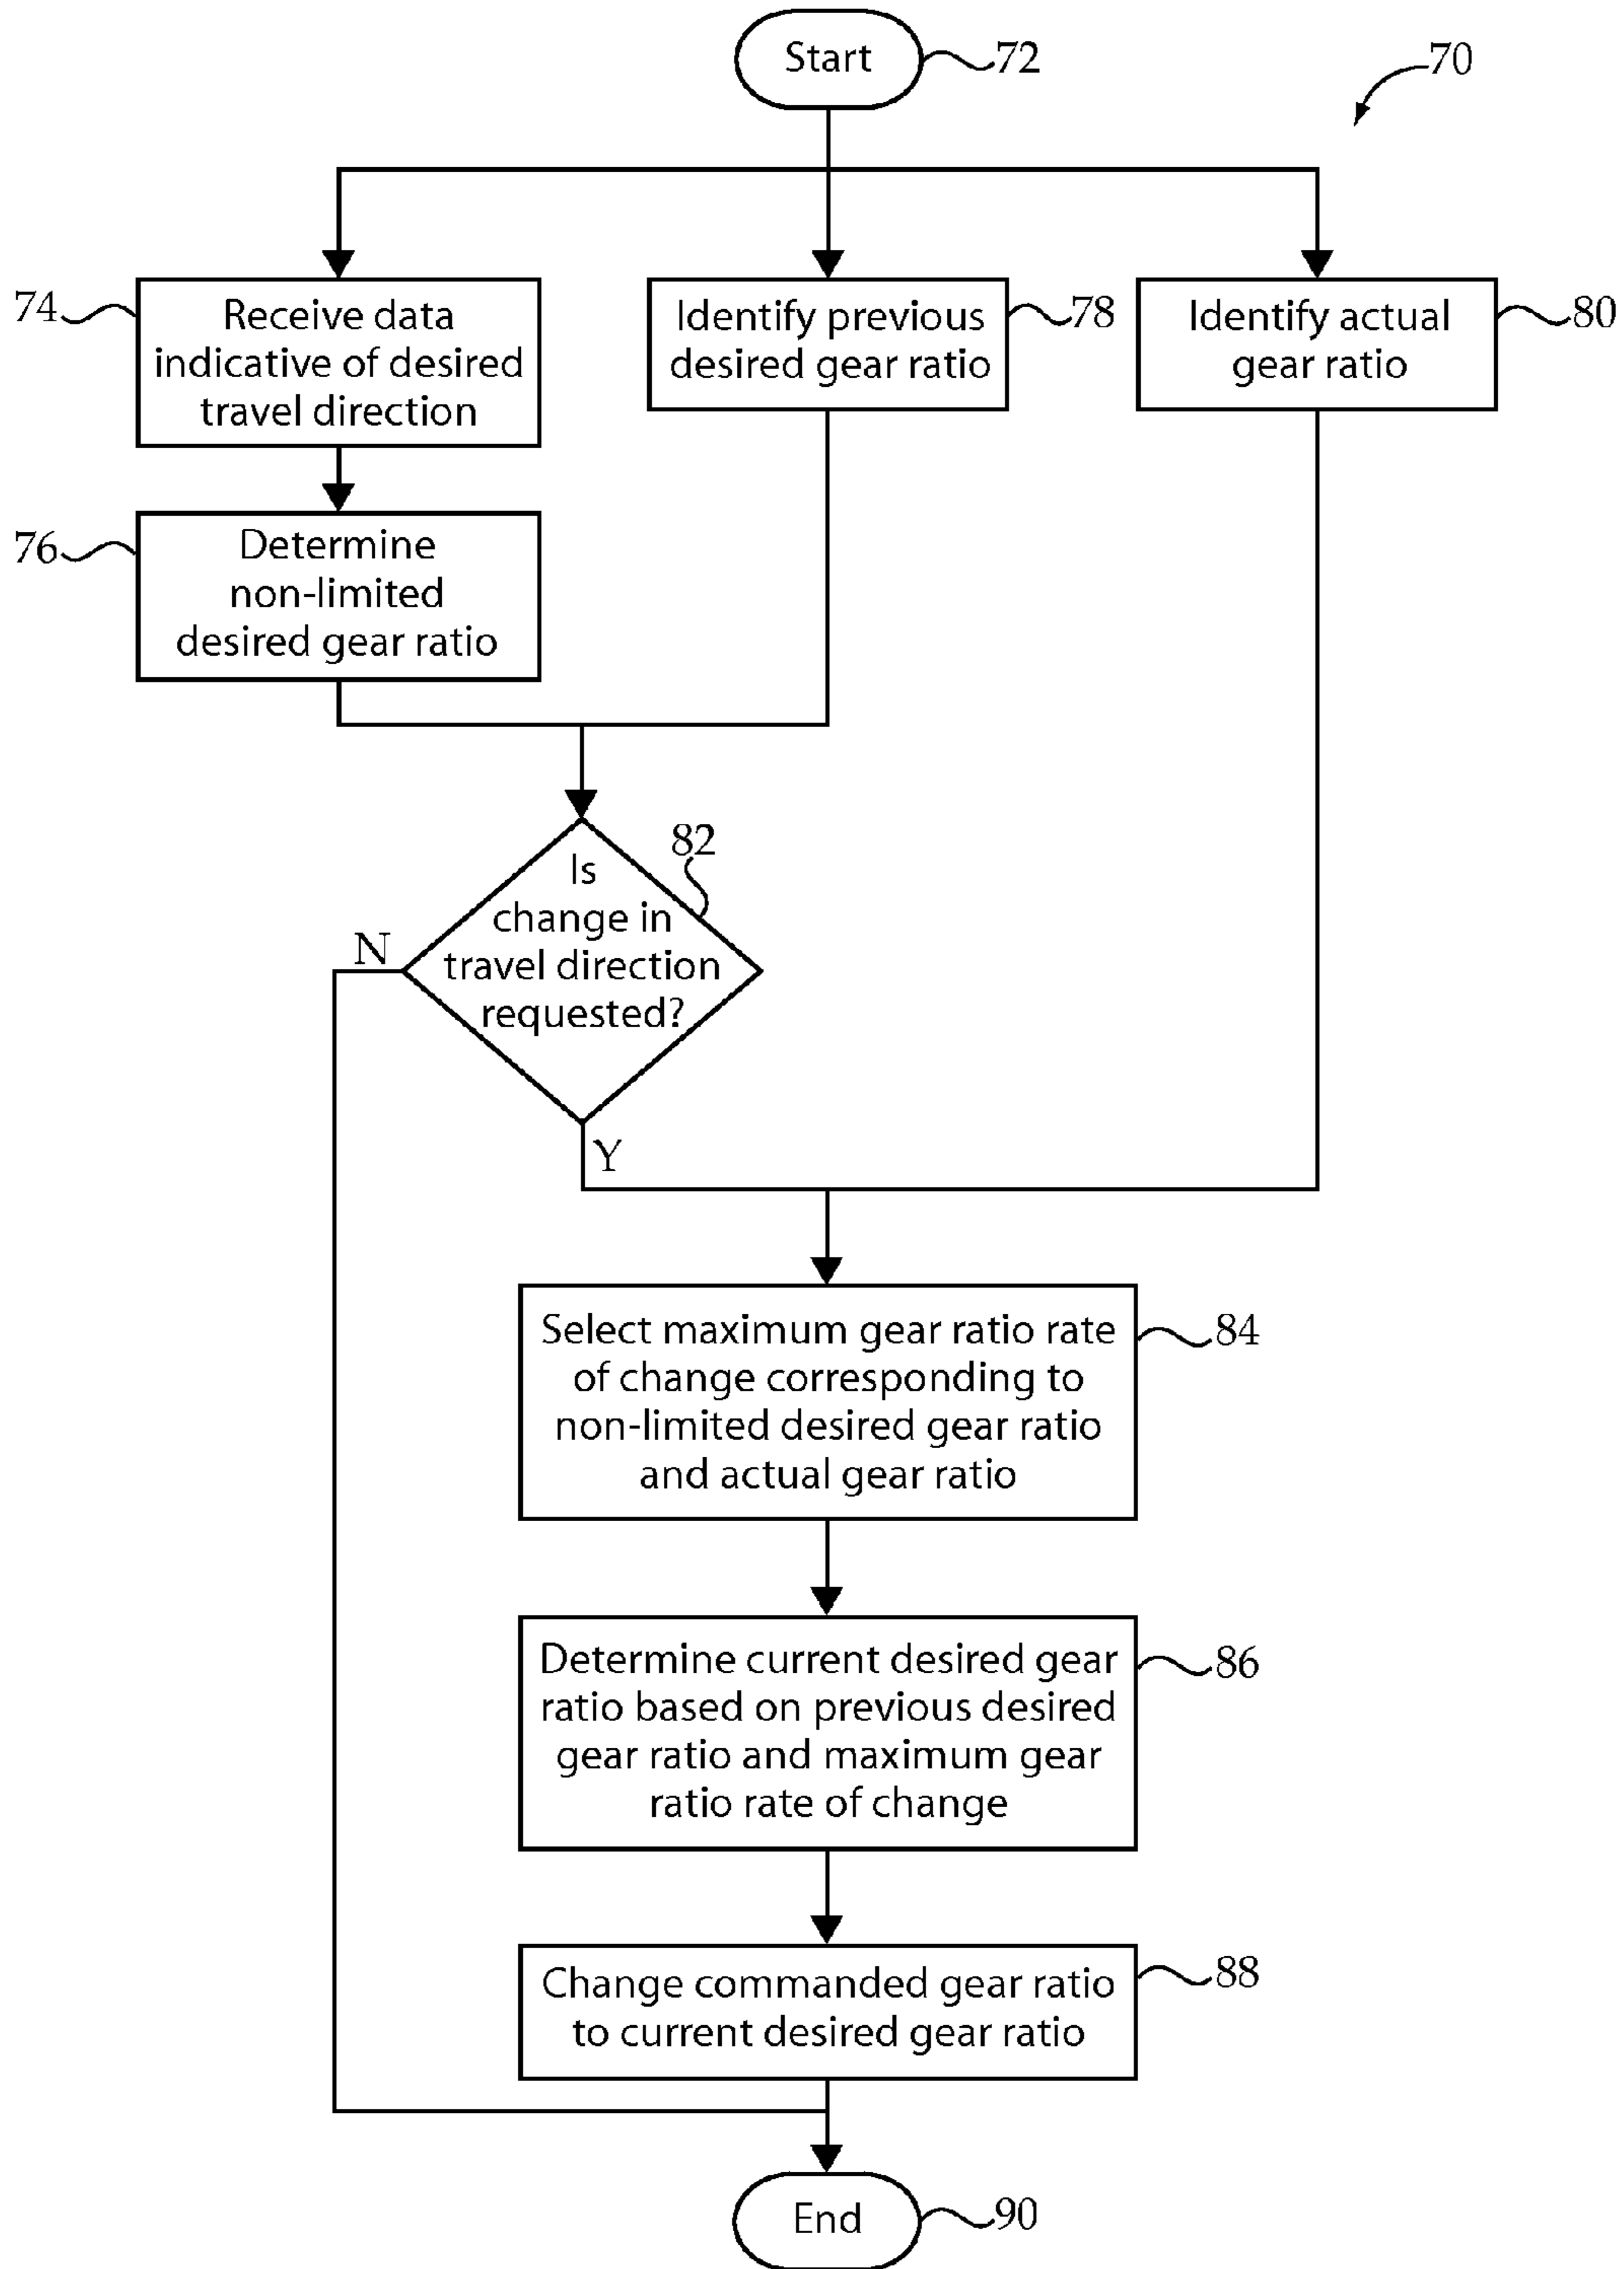 Start
72
70
74
Receive data
indicative of desired
travel direction
Identify previous
desired gear ratio
78
Identify actual
gear ratio
80
76
Determine
non-limited
desired gear ratio
82
Is
change in
travel direction
requested?
N
Y
Select maximum gear ratio rate
of change corresponding to
non-limited desired gear ratio
and actual gear ratio
84
Determine current desired gear
ratio based on previous desired
gear ratio and maximum gear
ratio rate of change
86
Change commanded gear ratio
to current desired gear ratio
88
End
90